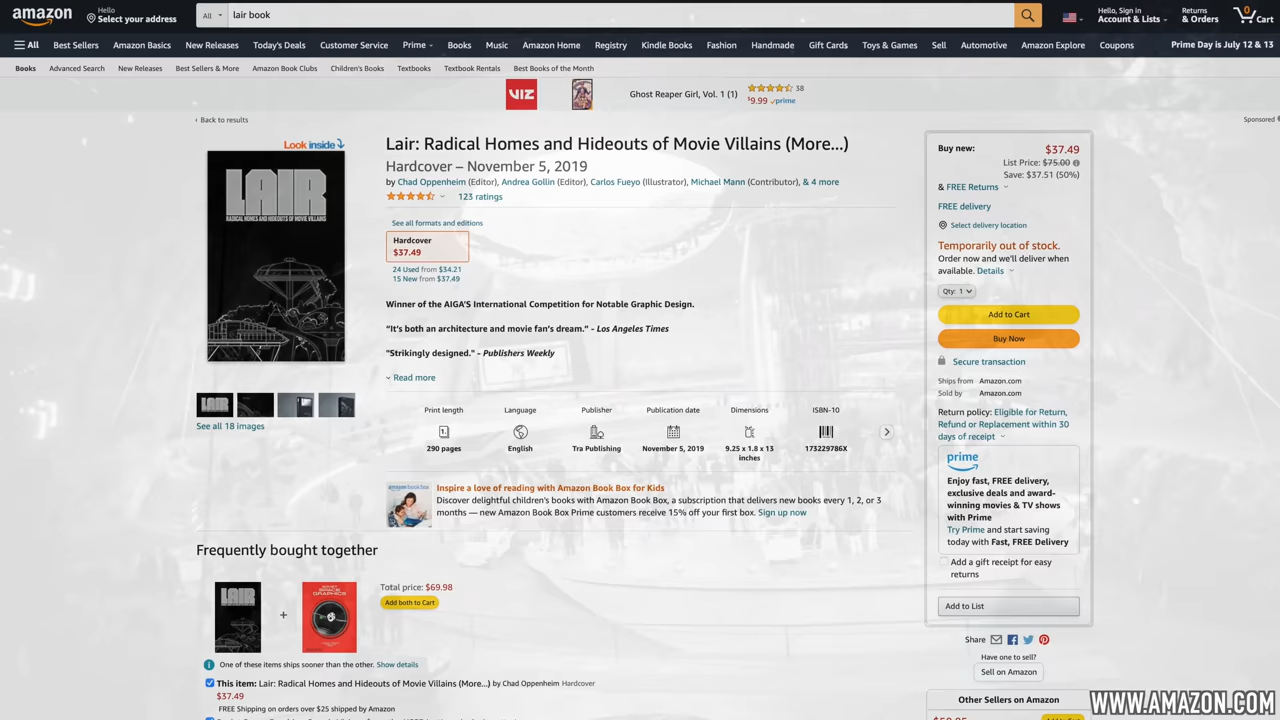 amazon
Hello
Select your address
All
lair book
Hello, Sign in
Account & Lists
Returns
& Orders
0
Cart
All
Best Sellers
Amazon Basics
New Releases
Today's Deals
Customer Service
Prime
Books
Music
Amazon Home
Registry
Kindle Books
Fashion
Handmade
Gift Cards
Toys & Games
Sell
Automotive
Amazon Explore
Coupons
Prime Day is July 12 & 13
Books
Advanced Search
New Releases
Best Sellers & More
Amazon Book Clubs
Children's Books
Textbooks
Textbook Rentals
Best Books of the Month
VIZ
Ghost Reaper Girl, Vol. 1 (1)
38
$9.99 prime
‹ Back to results
Sponsored
Look inside
LAIR
RADICAL HOMES AND HIDEOUTS OF MOVIE VILLAINS
LAIR
See all 18 images
Lair: Radical Homes and Hideouts of Movie Villains (More...)
Hardcover – November 5, 2019
by Chad Oppenheim (Editor), Andrea Gollin (Editor), Carlos Fueyo (Illustrator), Michael Mann (Contributor), & 4 more
123 ratings
See all formats and editions
Hardcover
$37.49
24 Used from $34.21
15 New from $37.49
Winner of the AIGA'S International Competition for Notable Graphic Design.
“It’s both an architecture and movie fan’s dream.” - Los Angeles Times
"Strikingly designed." - Publishers Weekly
Read more
Print length
290 pages
Language
English
Publisher
Tra Publishing
Publication date
November 5, 2019
Dimensions
9.25 x 1.8 x 13
inches
ISBN-10
173229786X
amazon book box
Inspire a love of reading with Amazon Book Box for Kids
Discover delightful children's books with Amazon Book Box, a subscription that delivers new books every 1, 2, or 3
months — new Amazon Book Box Prime customers receive 15% off your first box. Sign up now
Buy new:
$37.49
List Price: $75.00
Save: $37.51 (50%)
& FREE Returns
FREE delivery
Select delivery location
Temporarily out of stock.
Order now and we'll deliver when
available. Details
Qty: 1
Add to Cart
Buy Now
Secure transaction
Ships from Amazon.com
Sold by Amazon.com
Return policy: Eligible for Return,
Refund or Replacement within 30
days of receipt
prime
Enjoy fast, FREE delivery,
exclusive deals and award-
winning movies & TV shows
with Prime
Try Prime and start saving
today with Fast, FREE Delivery
Add a gift receipt for easy
returns
Add to List
Share
Have one to sell?
Sell on Amazon
Other Sellers on Amazon
Frequently bought together
LAIR
+
SPACE
GRAPHICS
Total price: $69.98
Add both to Cart
One of these items ships sooner than the other. Show details
This item: Lair: Radical Homes and Hideouts of Movie Villains (More...) by Chad Oppenheim Hardcover
$37.49
FREE Shipping on orders over $25 shipped by Amazon
WWW.AMAZON.COM